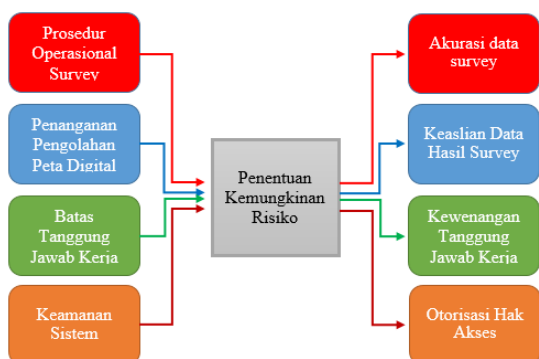 Prosedur
Operasional
Survey
Penanganan
Pengolahan
Peta Digital
Batas
Tanggung
Jawab Kerja
Keamanan
Sistem
Penentuan
Kemungkinan
Risiko
Akurasi data
survey
Keaslian Data
Hasil Survey
Kewenangan
Tanggung
Jawab Kerja
Otorisasi Hak
Akses